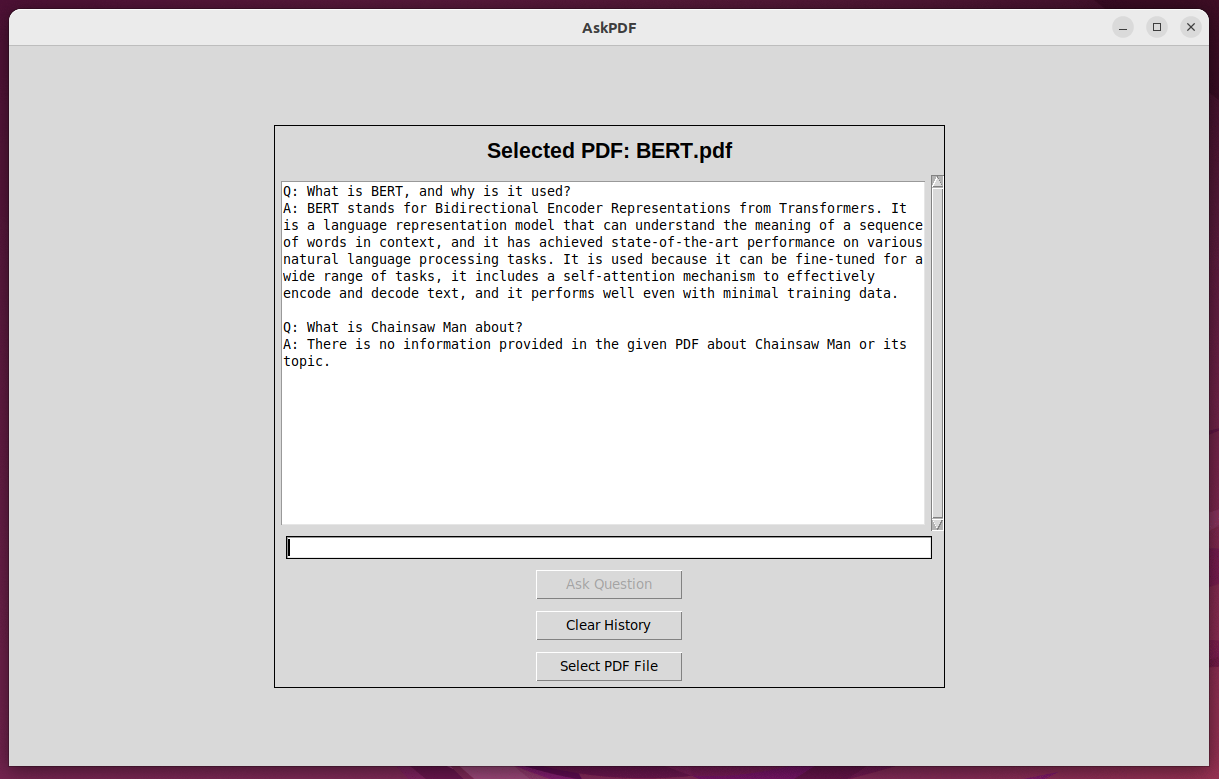 AskPDF
Selected PDF: BERT.pdf
Q: What is BERT, and why is it used?
A: BERT stands for Bidirectional Encoder Representations from Transformers. It
is a language representation model that can understand the meaning of a sequence
of words in context, and it has achieved state-of-the-art performance on various
natural language processing tasks. It is used because it can be fine-tuned for a
wide range of tasks, it includes a self-attention mechanism to effectively
encode and decode text, and it performs well even with minimal training data.
Q: What is Chainsaw Man about?
A: There is no information provided in the given PDF about Chainsaw Man or its
topic.
Ask Question
Clear History
Select PDF File